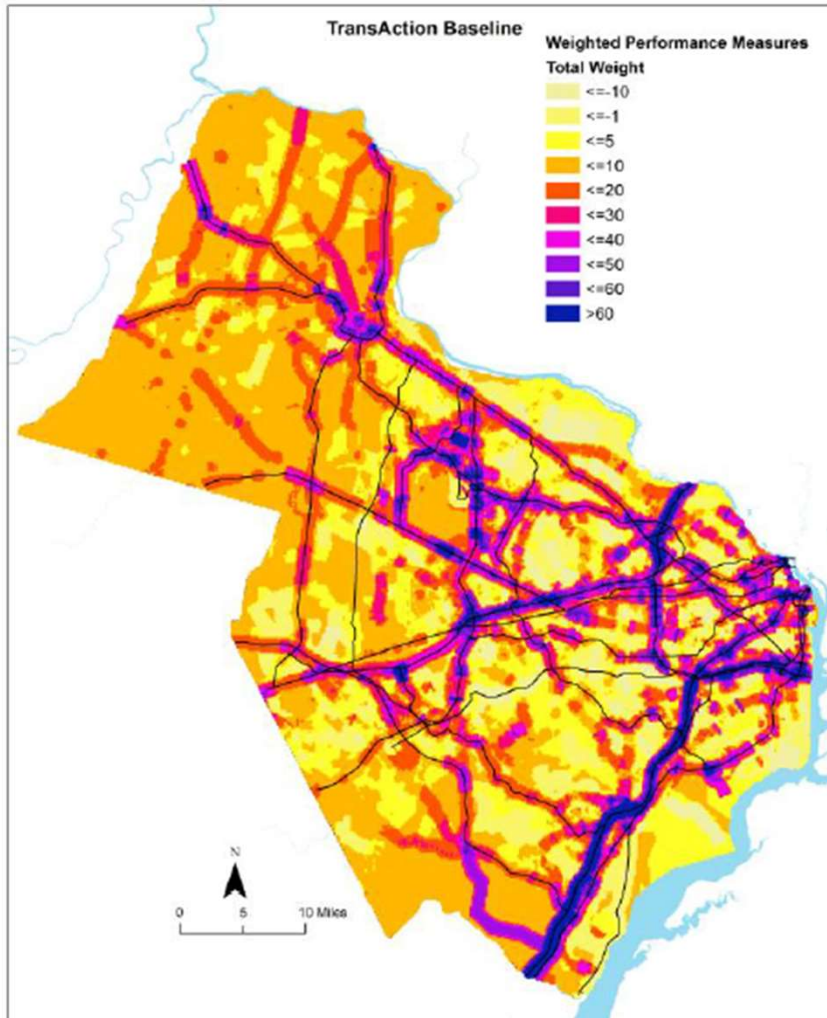 TransAction Baseline
Weighted Performance Measures
Total Weight
<=-10
<=-1
<=5
<=10
<=20
<=30
<=40
<=50
<=60
>60
N
0 5 10 Miles